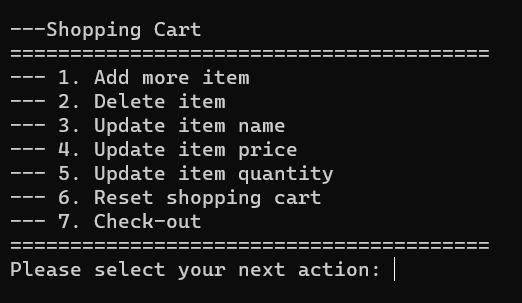 ---Shopping Cart
========================================
--- 1. Add more item
--- 2. Delete item
--- 3. Update item name
--- 4. Update item price
--- 5. Update item quantity
--- 6. Reset shopping cart
--- 7. Check-out
========================================
Please select your next action: